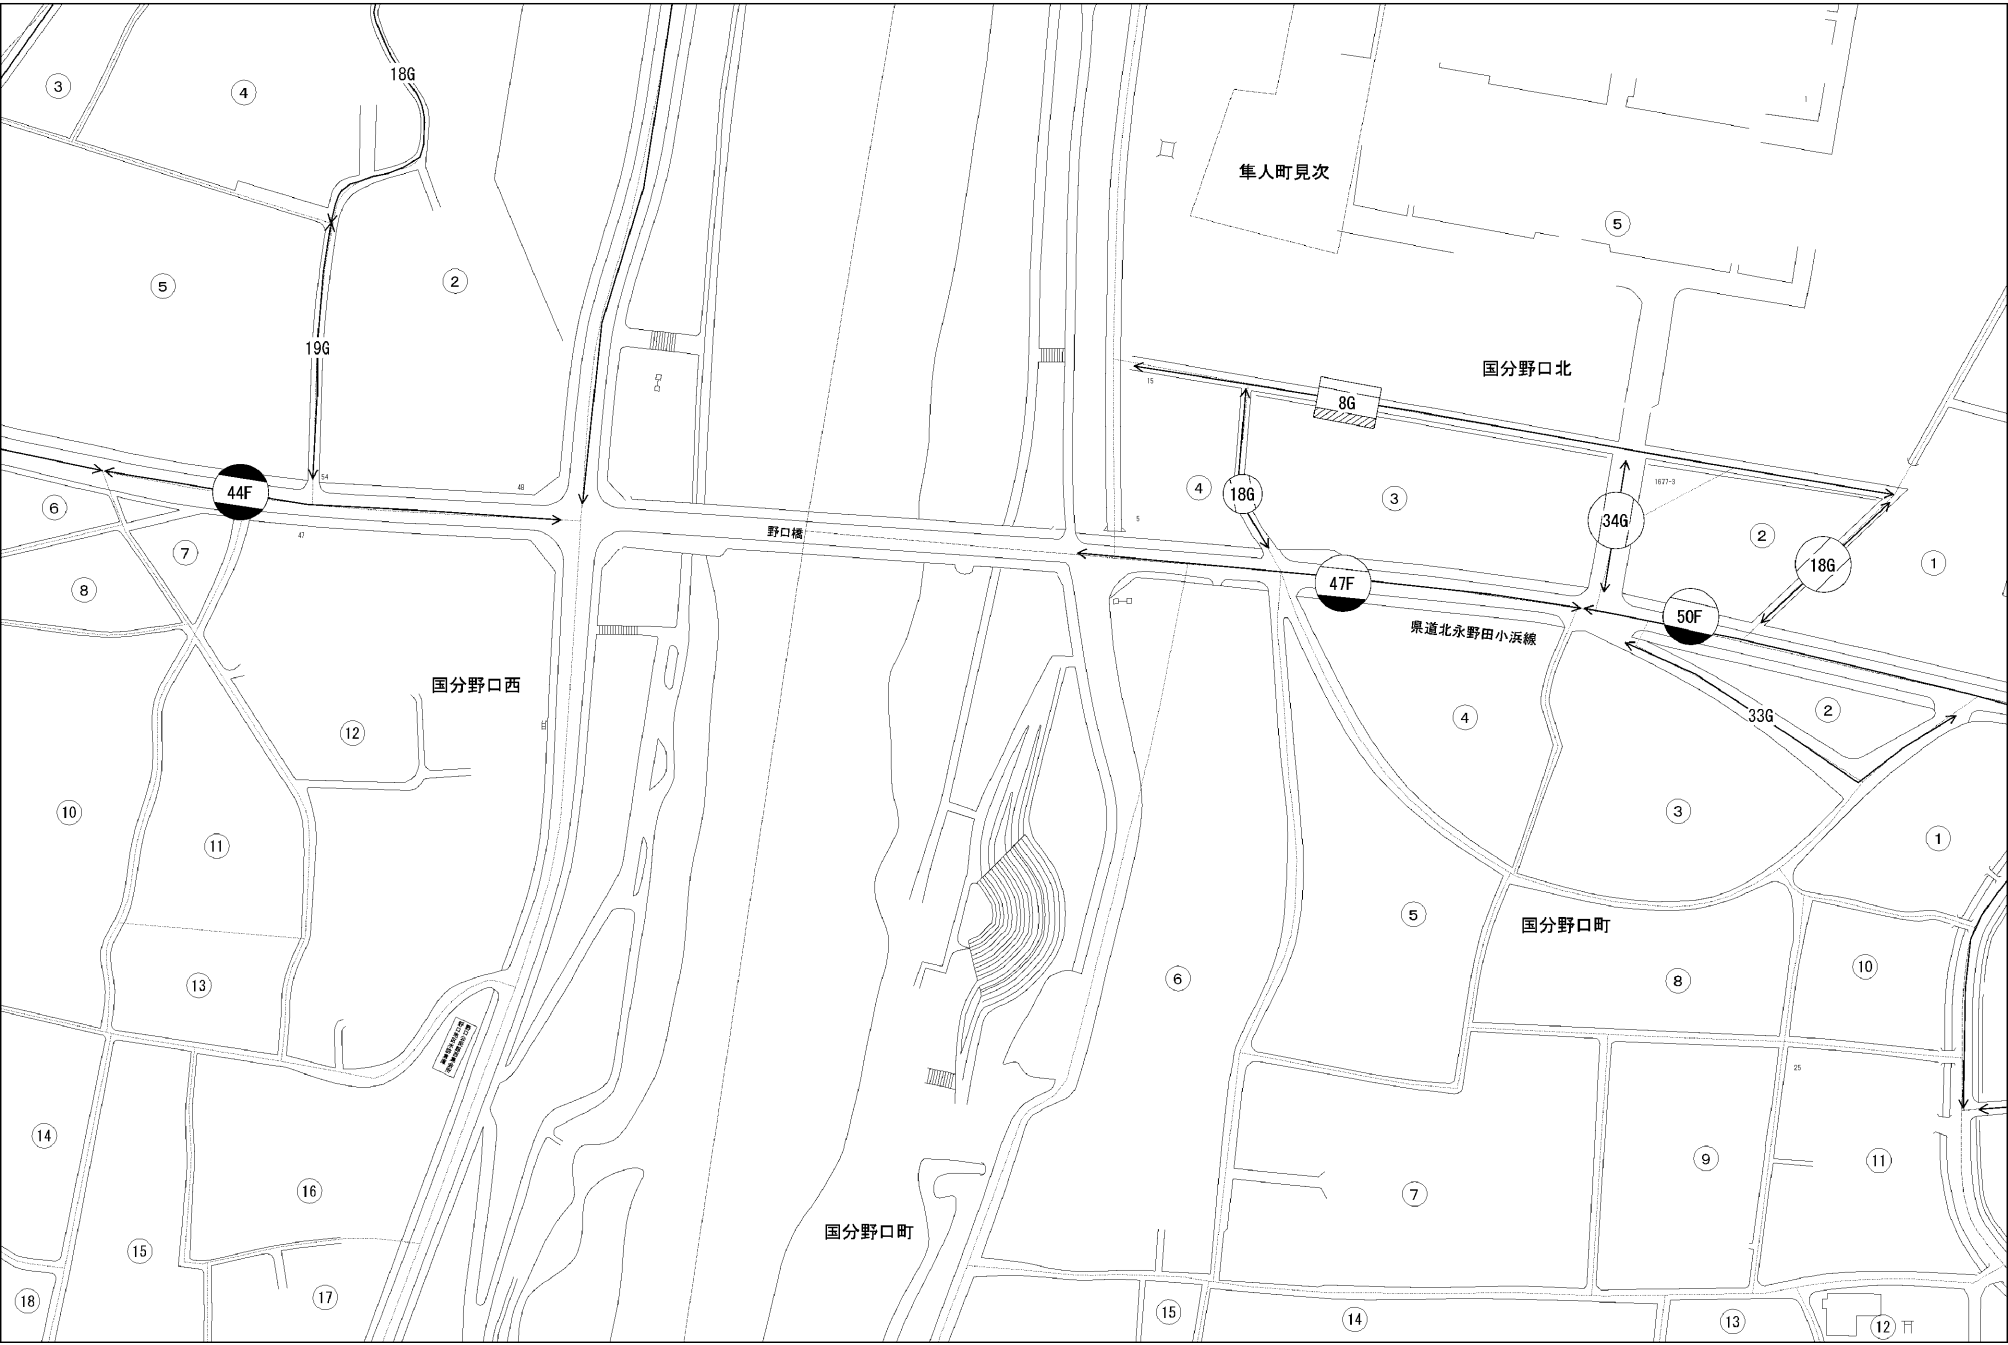 18G
③
④
1
隼人町見次
⑤
②
⑤
19G
国分野口北
15
8G
54
48
44F
1677-3
④
18G
③
34G
②
⑥
47
⑦
野口橋
5
18G
①
47F
⑧
50F
県道北永野田小浜線
国分野口西
②
④
33G
⑫
⑩
③
⑪
①
⑤
国分野口町
⑥
⑩
⑬
⑧
25
⑭
⑨
⑪
⑯
⑦
国分野口町
⑮
⑱
⑰
⑮
⑭
⑬
⑫